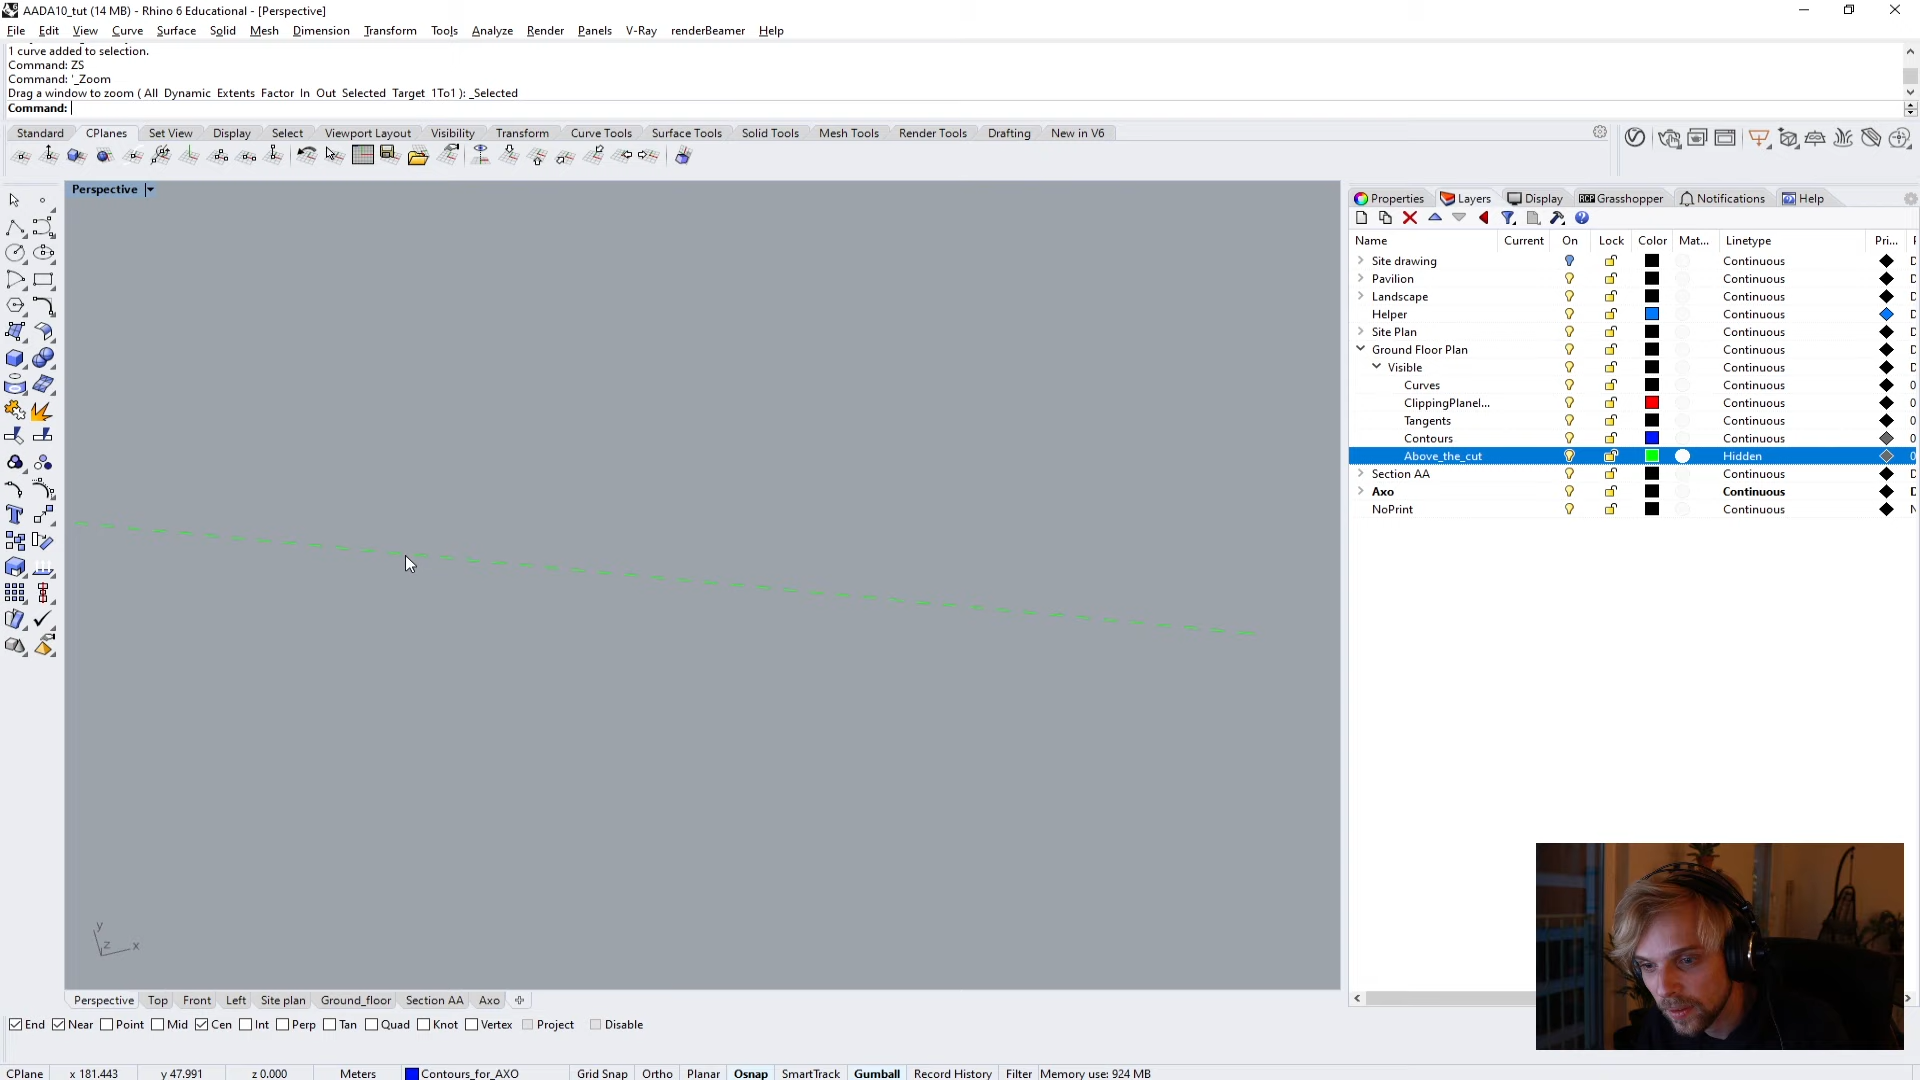 AADA10_tut (14 MB) - Rhino 6 Educational - [Perspective]
File Edit View Curve Surface Solid Mesh Dimension Transform Tools Analyze Render Panels V-Ray renderBeamer Help
1 curve added to selection.
Command: ZS
Command: '_Zoom
Drag a window to zoom ( All Dynamic Extents Factor In Out Selected Target 1To1 ): _Selected
Command:
Standard CPlanes Set View Display Select Viewport Layout Visibility Transform Curve Tools Surface Tools Solid Tools Mesh Tools Render Tools Drafting New in V6
Perspective
Properties Layers Display Grasshopper Notifications Help
Name Current On Lock Color Mat... Linetype Pri...
Site drawing Continuous
Pavilion Continuous
Landscape Continuous
Helper Continuous
Site Plan Continuous
Ground Floor Plan Continuous
Visible Continuous
Curves Continuous
ClippingPlaneI... Continuous
Tangents Continuous
Contours Continuous
Above_the_cut Hidden
Section AA Continuous
Axo Continuous
NoPrint Continuous
y
z x
Perspective Top Front Left Site plan Ground_floor Section AA Axo
End Near Point Mid Cen Int Perp Tan Quad Knot Vertex Project Disable
CPlane x 181.443 y 47.991 z 0.000 Meters Contours_for_AXO Grid Snap Ortho Planar Osnap SmartTrack Gumball Record History Filter Memory use: 924 MB